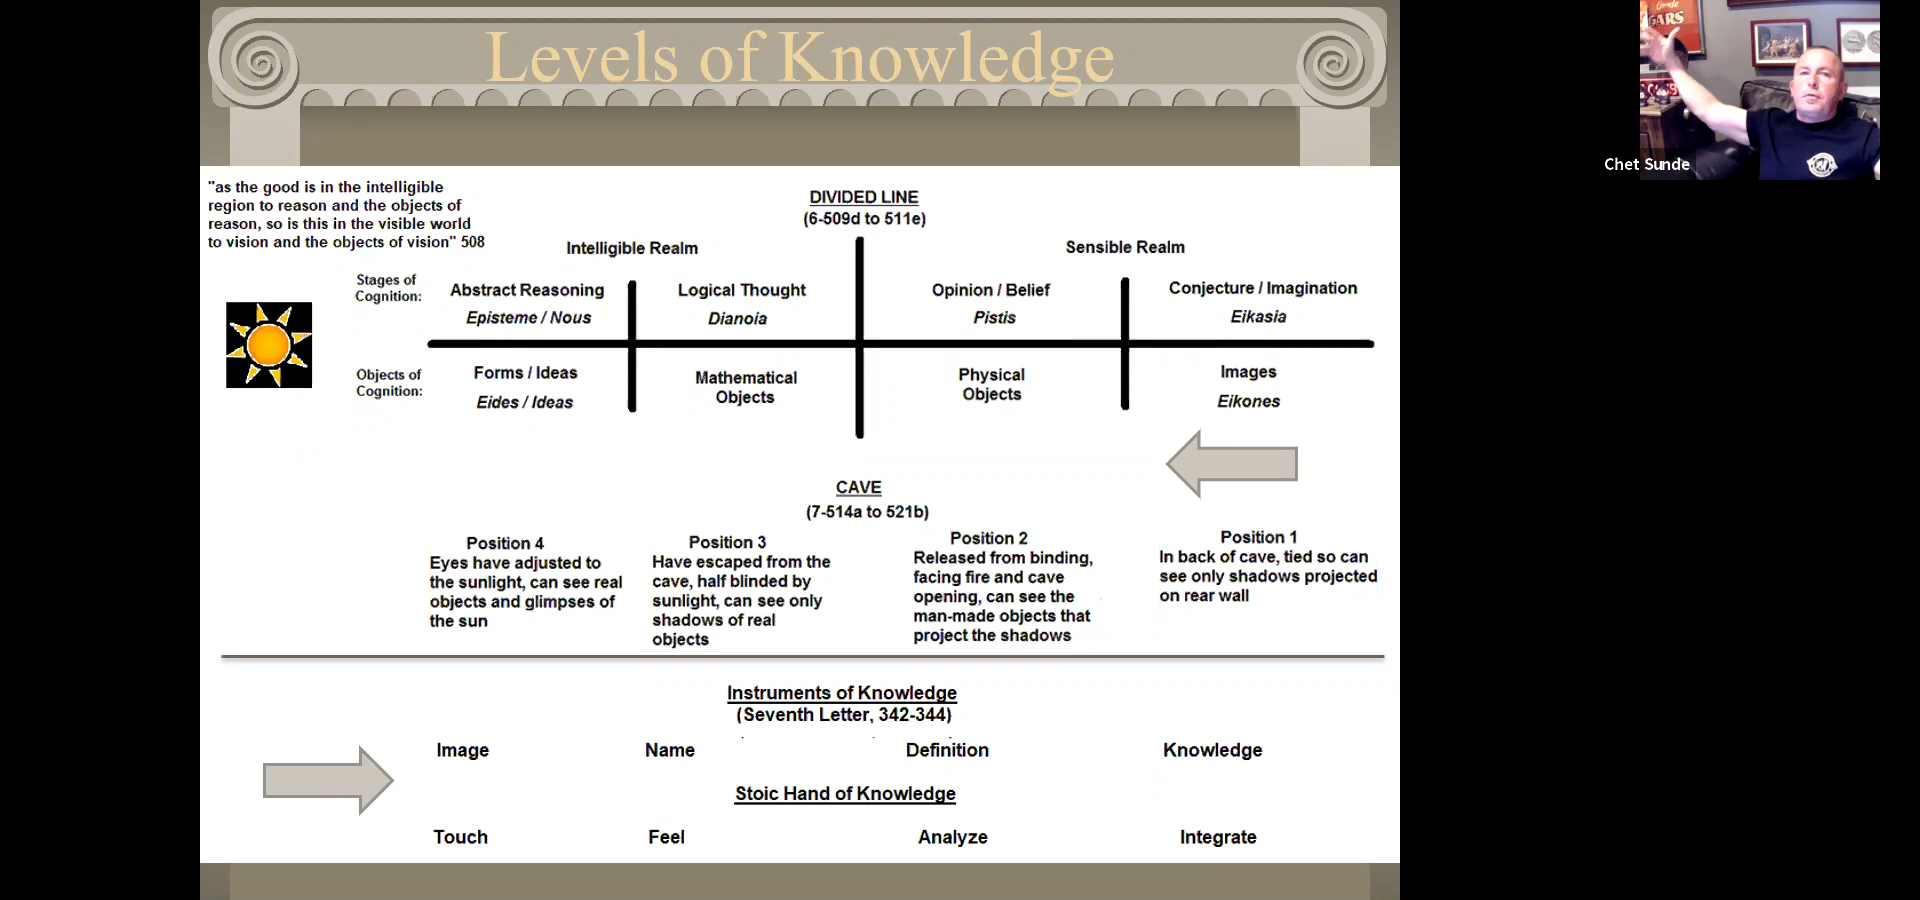 Levels of Knowledge
"as the good is in the intelligible
region to reason and the objects of
reason, so is this in the visible world
to vision and the objects of vision" 508
DIVIDED LINE
(6-509d to 511e)
Intelligible Realm
Sensible Realm
Stages of
Cognition:
Abstract Reasoning
Episteme / Nous
Logical Thought
Dianoia
Opinion / Belief
Pistis
Conjecture / Imagination
Eikasia
Objects of
Cognition:
Forms / Ideas
Eides / Ideas
Mathematical
Objects
Physical
Objects
Images
Eikones
CAVE
(7-514a to 521b)
Position 4
Eyes have adjusted to
the sunlight, can see real
objects and glimpses of
the sun
Position 3
Have escaped from the
cave, half blinded by
sunlight, can see only
shadows of real
objects
Position 2
Released from binding,
facing fire and cave
opening, can see the
man-made objects that
project the shadows
Position 1
In back of cave, tied so can
see only shadows projected
on rear wall
Instruments of Knowledge
(Seventh Letter, 342-344)
Image
Name
Definition
Knowledge
Stoic Hand of Knowledge
Touch
Feel
Analyze
Integrate
Chet Sunde